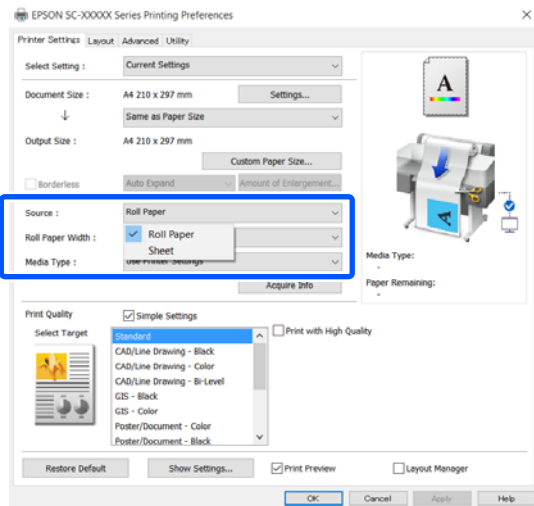 EPSON SC-XXXXX Series Printing Preferences
Printer Settings Layout Advanced Utility
Select Setting : Current Settings
Document Size : A4 210 x 297 mm Settings...
Same as Paper Size
Output Size : A4 210 x 297 mm
Custom Paper Size...
Borderless Auto Expand Amount of Enlargement...
Source : Roll Paper
Roll Paper Width : Roll Paper
Sheet
Media Type : Use Printer Settings
Acquire Info
A
A
Media Type:
-
Paper Remaining:
-
Print Quality Simple Settings
Select Target Standard Print with High Quality
CAD/Line Drawing - Black
CAD/Line Drawing - Color
CAD/Line Drawing - Bi-Level
GIS - Black
GIS - Color
Poster/Document - Color
Poster/Document - Black
Restore Default Show Settings... Print Preview Layout Manager
OK Cancel Apply Help